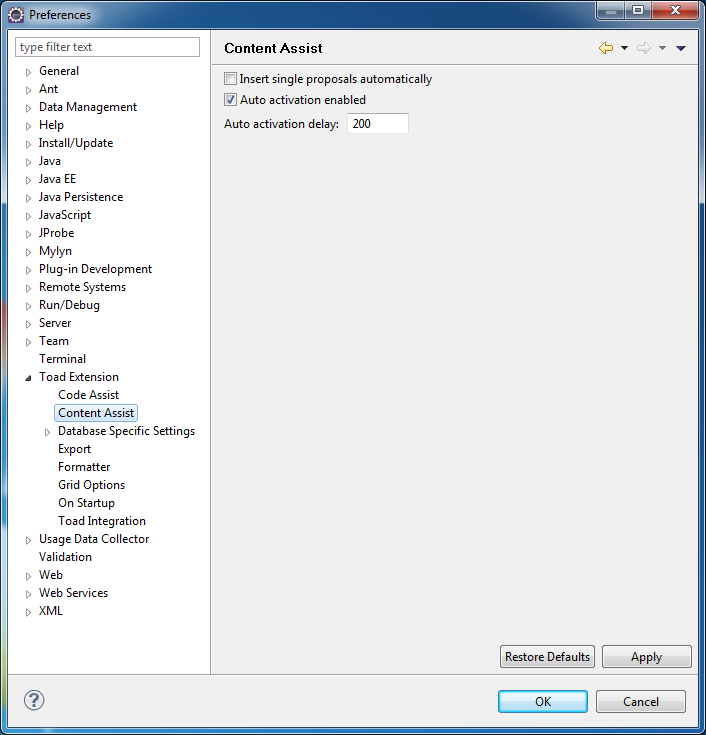 Preferences
type filter text
General
Ant
Data Management
Help
Install/Update
Java
Java EE
Java Persistence
JavaScript
JProbe
Mylyn
Plug-in Development
Remote Systems
Run/Debug
Server
Team
Terminal
Toad Extension
Code Assist
Content Assist
Database Specific Settings
Export
Formatter
Grid Options
On Startup
Toad Integration
Usage Data Collector
Validation
Web
Web Services
XML
Content Assist
Insert single proposals automatically
Auto activation enabled
Auto activation delay: 200
Restore Defaults Apply
? OK Cancel